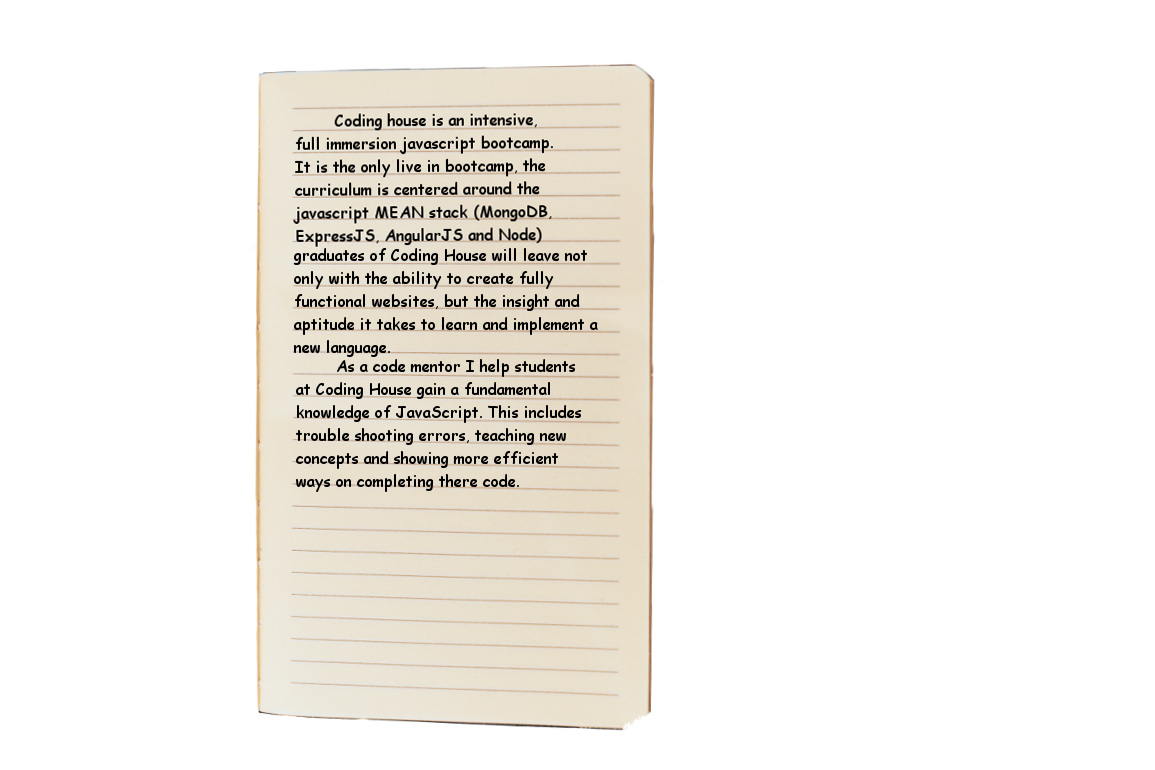 Coding house is an intensive,
full immersion javascript bootcamp.
It is the only live in bootcamp, the
curriculum is centered around the
javascript MEAN stack (MongoDB,
ExpressJS, AngularJS and Node)
graduates of Coding House will leave not
only with the ability to create fully
functional websites, but the insight and
aptitude it takes to learn and implement a
new language.
As a code mentor I help students
at Coding House gain a fundamental
knowledge of JavaScript. This includes
trouble shooting errors, teaching new
concepts and showing more efficient
ways on completing there code.